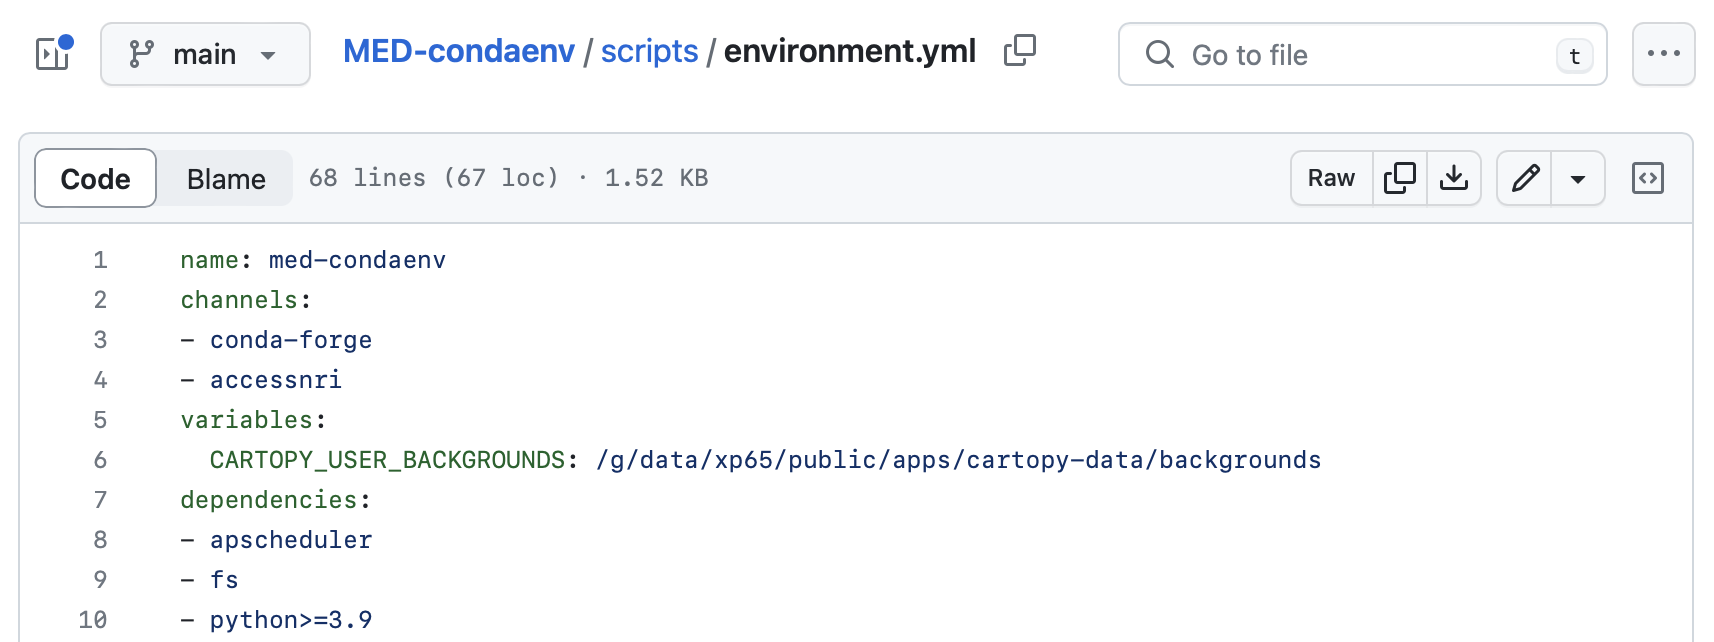 main
MED-condaenv / scripts / environment.yml
Go to file
t
Code
Blame
68 lines (67 loc) · 1.52 KB
Raw
1 name: med-condaenv
2 channels:
3 - conda-forge
4 - accessnri
5 variables:
6   CARTOPY_USER_BACKGROUNDS: /g/data/xp65/public/apps/cartopy-data/backgrounds
7 dependencies:
8 - apscheduler
9 - fs
10 - python>=3.9